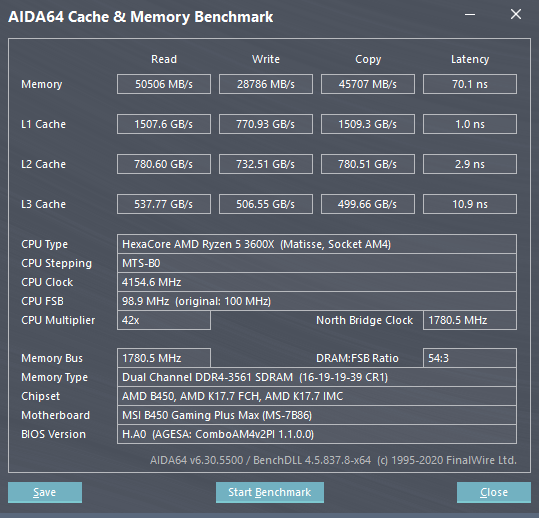 AIDA64 Cache & Memory Benchmark
Read Write Copy Latency
Memory 50506 MB/s 28786 MB/s 45707 MB/s 70.1 ns
L1 Cache 1507.6 GB/s 770.93 GB/s 1509.3 GB/s 1.0 ns
L2 Cache 780.60 GB/s 732.51 GB/s 780.51 GB/s 2.9 ns
L3 Cache 537.77 GB/s 506.55 GB/s 499.66 GB/s 10.9 ns
CPU Type HexaCore AMD Ryzen 5 3600X (Matisse, Socket AM4)
CPU Stepping MTS-B0
CPU Clock 4154.6 MHz
CPU FSB 98.9 MHz (original: 100 MHz)
CPU Multiplier 42x North Bridge Clock 1780.5 MHz
Memory Bus 1780.5 MHz DRAM:FSB Ratio 54:3
Memory Type Dual Channel DDR4-3561 SDRAM (16-19-19-39 CR1)
Chipset AMD B450, AMD K17.7 FCH, AMD K17.7 IMC
Motherboard MSI B450 Gaming Plus Max (MS-7B86)
BIOS Version H.A0 (AGESA: ComboAM4v2PI 1.1.0.0)
AIDA64 v6.30.5500 / BenchDLL 4.5.837.8-x64 (c) 1995-2020 FinalWire Ltd.
Save Start Benchmark Close